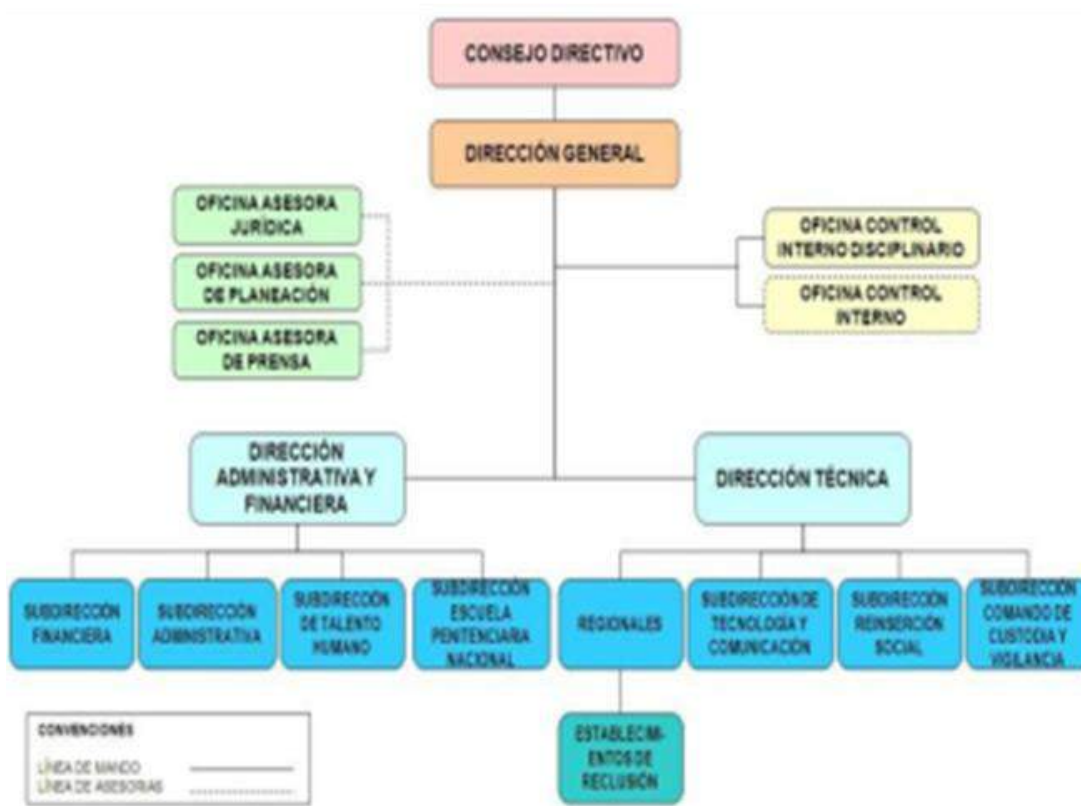 CONSEJO DIRECTIVO
DIRECCIÓN GENERAL
OFICINA ASESORA
JURÍDICA
OFICINA ASESORA
DE PLANEACIÓN
OFICINA ASESORA
DE PRENSA
OFICINA CONTROL
INTERNO DISCIPLINARIO
OFICINA CONTROL
INTERNO
DIRECCIÓN
ADMINISTRATIVA Y
FINANCIERA
DIRECCIÓN TÉCNICA
SUBDIRECCIÓN
FINANCIERA
SUBDIRECCIÓN
ADMINISTRATIVA
SUBDIRECCIÓN
DE TALENTO
HUMANO
SUBDIRECCIÓN
ESCUELA
PENITENCIARIA
NACIONAL
REGIONALES
SUBDIRECCIÓN DE
TECNOLOGÍA Y
COMUNICACIÓN
SUBDIRECCIÓN
REINSERCIÓN
SOCIAL
SUBDIRECCIÓN
COMANDO DE
CUSTODIA Y
VIGILANCIA
ESTABLECIMI-
ENTOS DE
RECLUSIÓN
CONVENCIONES
LÍNEA DE MANDO
LÍNEA DE ASESORIAS